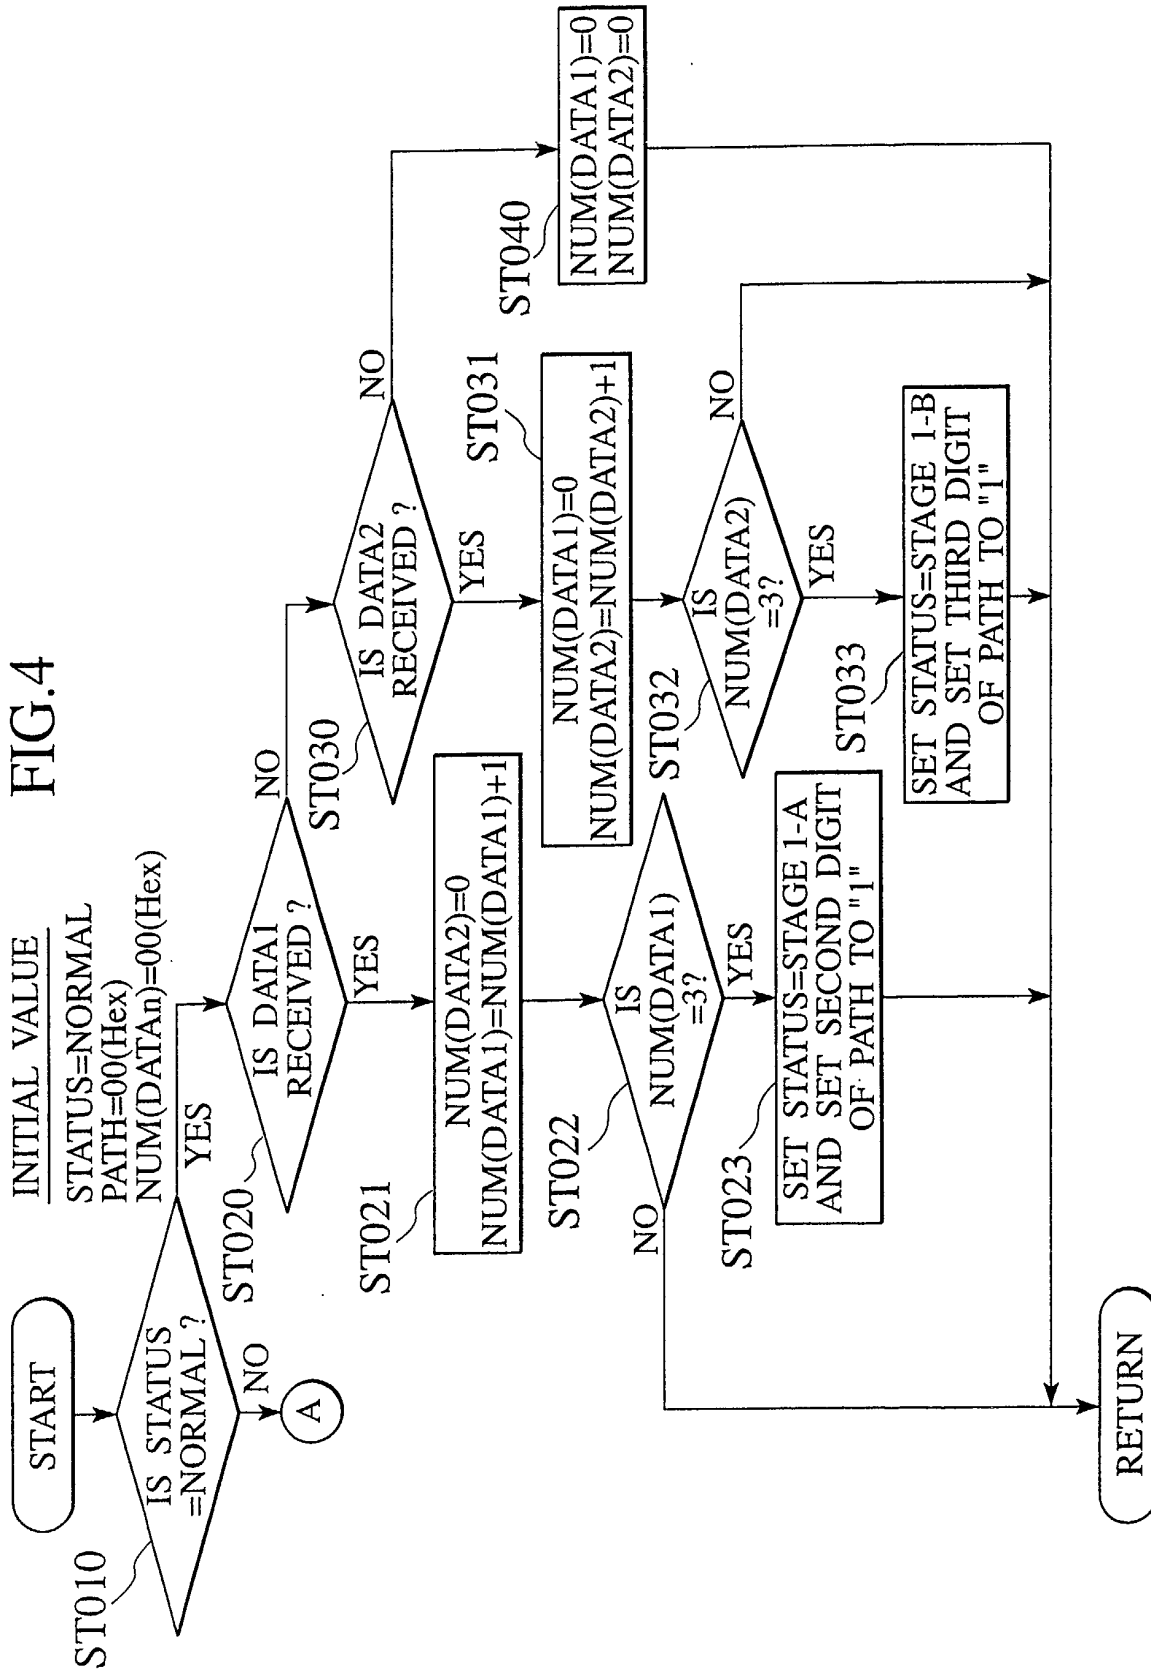 FIG.4
INITIAL VALUE
STATUS=NORMAL
PATH=00(Hex)
NUM(DATAn)=00(Hex)
START
ST010
IS STATUS
=NORMAL ?
YES
NO
A
ST020
IS DATA1
RECEIVED ?
NO
YES
ST021
NUM(DATA2)=0
NUM(DATA1)=NUM(DATA1)+1
ST022
IS
NUM(DATA1)
=3?
NO
YES
ST023
SET STATUS=STAGE 1-A
AND SET SECOND DIGIT
OF PATH TO "1"
ST030
IS DATA2
RECEIVED ?
NO
YES
ST031
NUM(DATA1)=0
NUM(DATA2)=NUM(DATA2)+1
ST032
IS
NUM(DATA2)
=3?
NO
YES
ST033
SET STATUS=STAGE 1-B
AND SET THIRD DIGIT
OF PATH TO "1"
ST040
NUM(DATA1)=0
NUM(DATA2)=0
RETURN